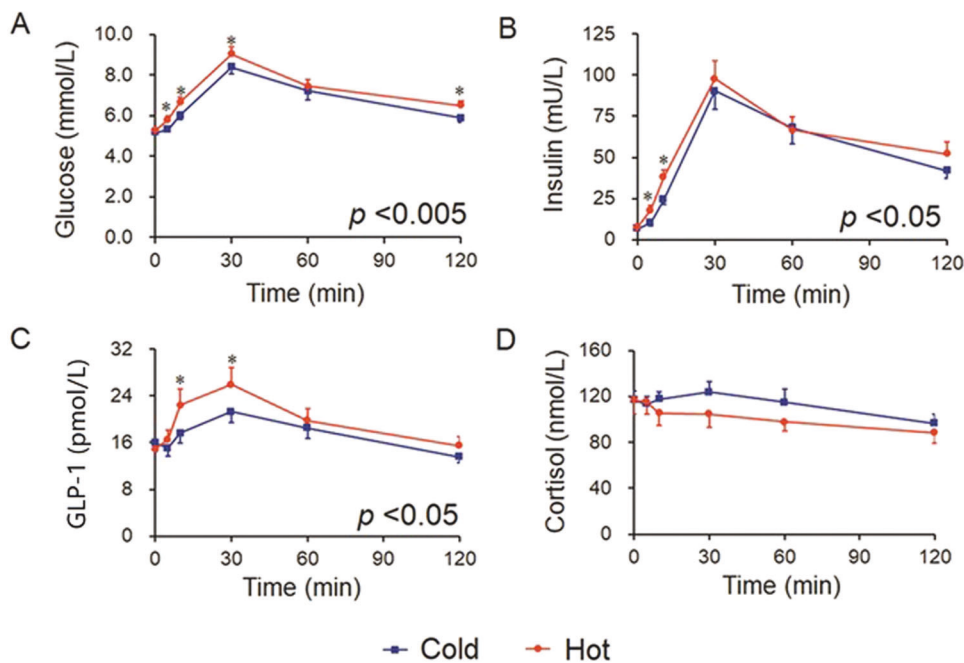 A
Glucose (mmol/L)
10.0
8.0
6.0
4.0
2.0
0.0
* * * *
p <0.005
0 30 60 90 120
Time (min)
B
Insulin (mU/L)
125
100
75
50
25
0
* *
p <0.05
0 30 60 90 120
Time (min)
C
GLP-1 (pmol/L)
32
24
16
8
0
* *
p <0.05
0 30 60 90 120
Time (min)
D
Cortisol (nmol/L)
160
120
80
40
0
0 30 60 90 120
Time (min)
Cold Hot